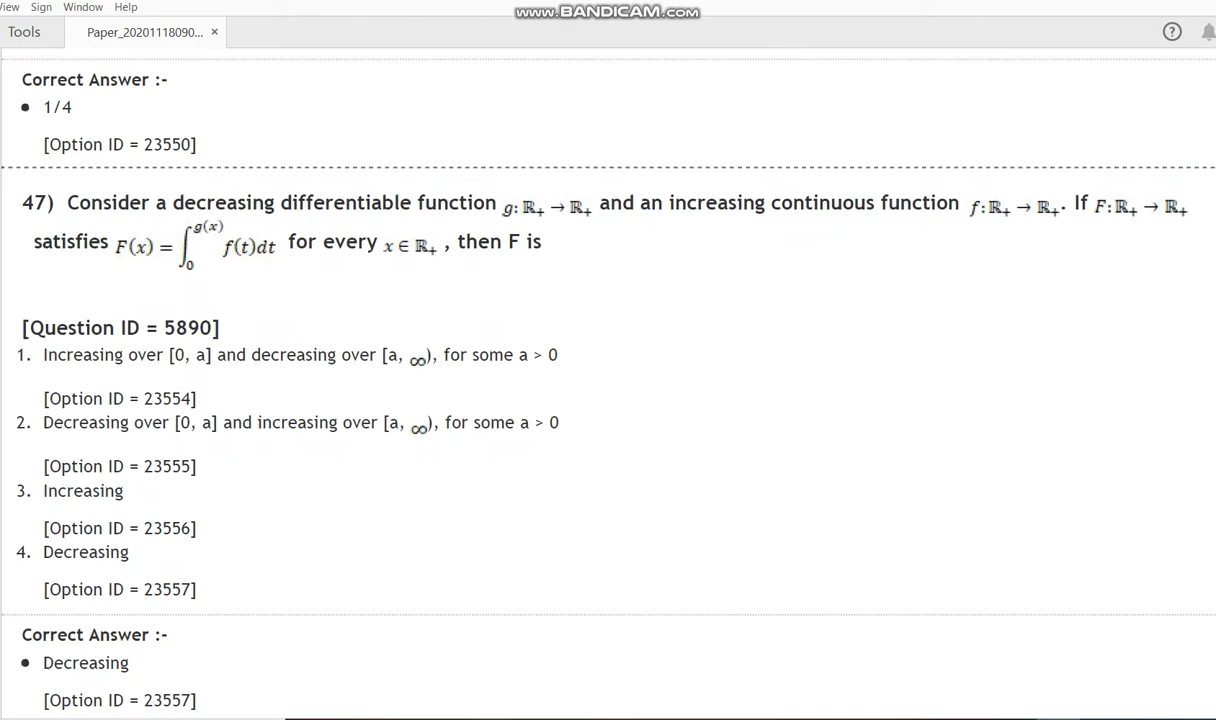 View Sign Window Help
www.BANDICAM.com
Tools Paper_20201118090... × ?
Correct Answer :-
• 1/4
[Option ID = 23550]
47) Consider a decreasing differentiable function g: ℝ₊ → ℝ₊ and an increasing continuous function f:ℝ₊ → ℝ₊. If F: ℝ₊ → ℝ₊
satisfies F(x) = ∫₀^g(x) f(t)dt for every x ∈ ℝ₊ , then F is
[Question ID = 5890]
1. Increasing over [0, a] and decreasing over [a, ∞), for some a > 0
[Option ID = 23554]
2. Decreasing over [0, a] and increasing over [a, ∞), for some a > 0
[Option ID = 23555]
3. Increasing
[Option ID = 23556]
4. Decreasing
[Option ID = 23557]
Correct Answer :-
• Decreasing
[Option ID = 23557]